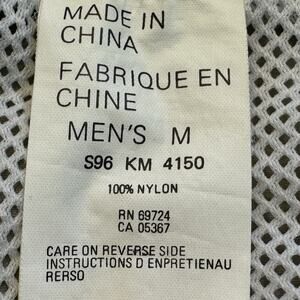 MADE IN
CHINA
FABRIQUE EN
CHINE
MEN'S M
S96 KM 4150
100% NYLON
RN 69724
CA 05367
CARE ON REVERSE SIDE
INSTRUCTIONS D ENPRETIENAU
RERSO